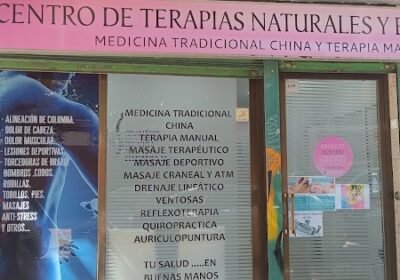 CENTRO DE TERAPIAS NATURALES Y
MEDICINA TRADICIONAL CHINA Y TERAPIA MA
· ALINEACIÓN DE COLUMNA.
· DOLOR DE CABEZA.
· DOLOR MUSCULAR.
· LESIONES DEPORTIVAS.
· TORCEDURAS DE BRAZO,
HOMBROS ,CODOS,
RODILLAS,
TOBILLOS, PIES.
MASAJES
ANTI-STRESS
Y OTROS...
MEDICINA TRADICIONAL
CHINA
TERAPIA MANUAL
MASAJE TERAPÉUTICO
MASAJE DEPORTIVO
MASAJE CRANEAL Y ATM
DRENAJE LINFÁTICO
VENTOSAS
REFLEXOTERAPIA
QUIROPRÁCTICA
AURICULOPUNTURA
TU SALUD .....EN
BUENAS MANOS